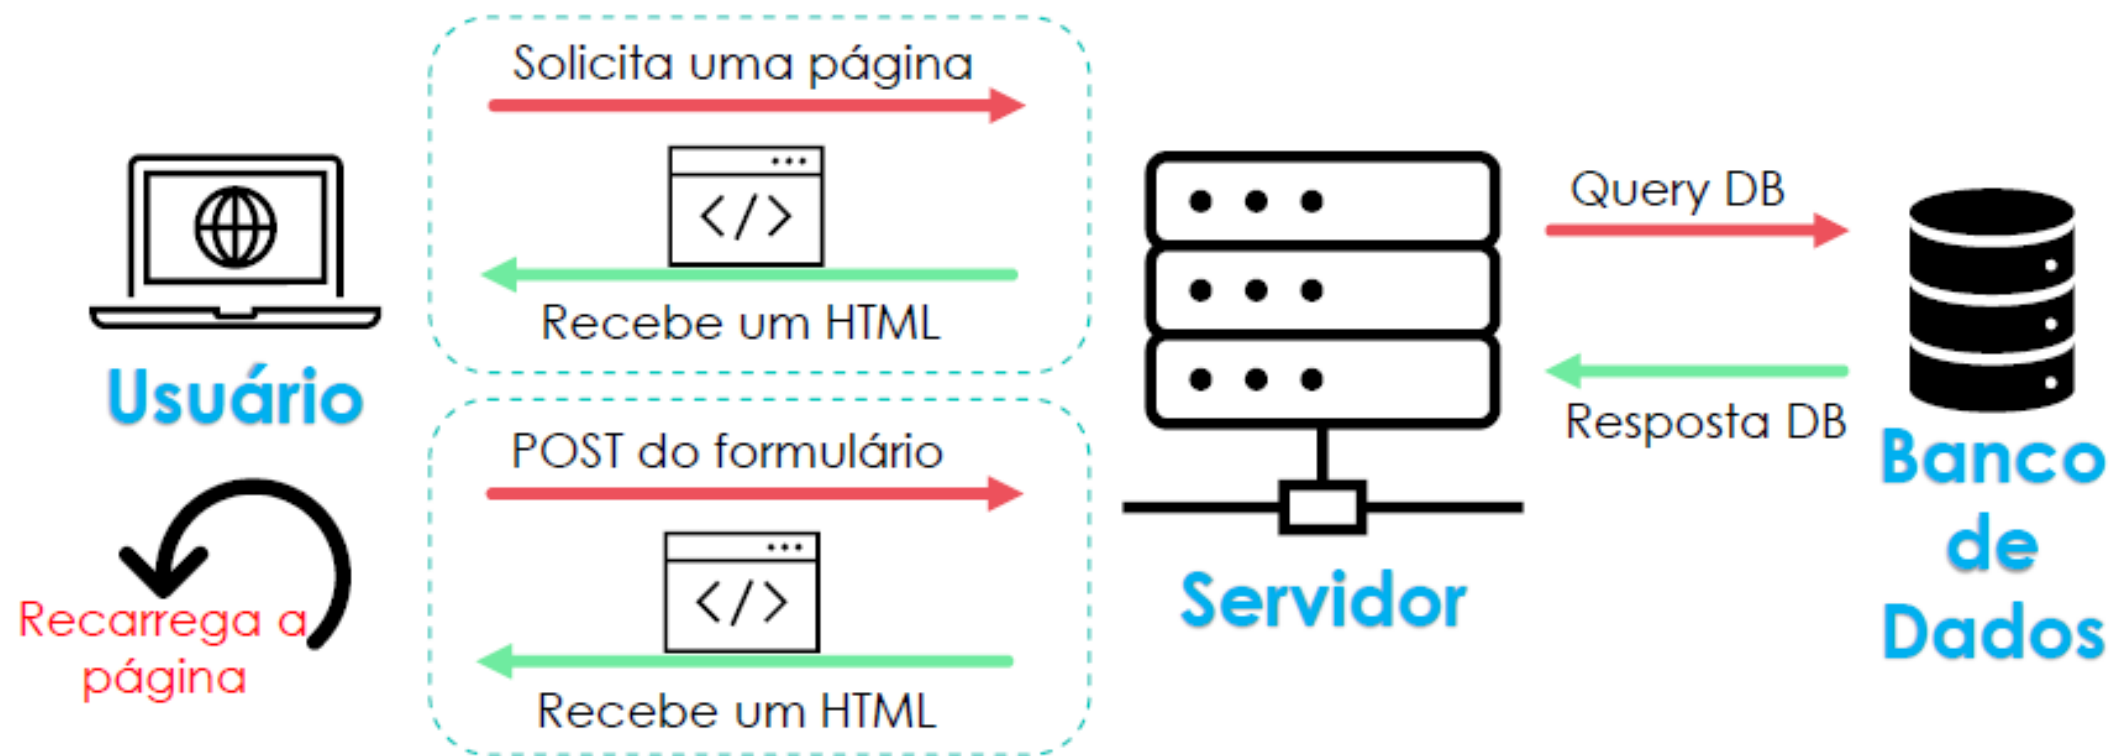 Solicita uma página
Recebe um HTML
Usuário
POST do formulário
Recebe um HTML
Recarrega a
página
Servidor
Query DB
Resposta DB
Banco
de
Dados